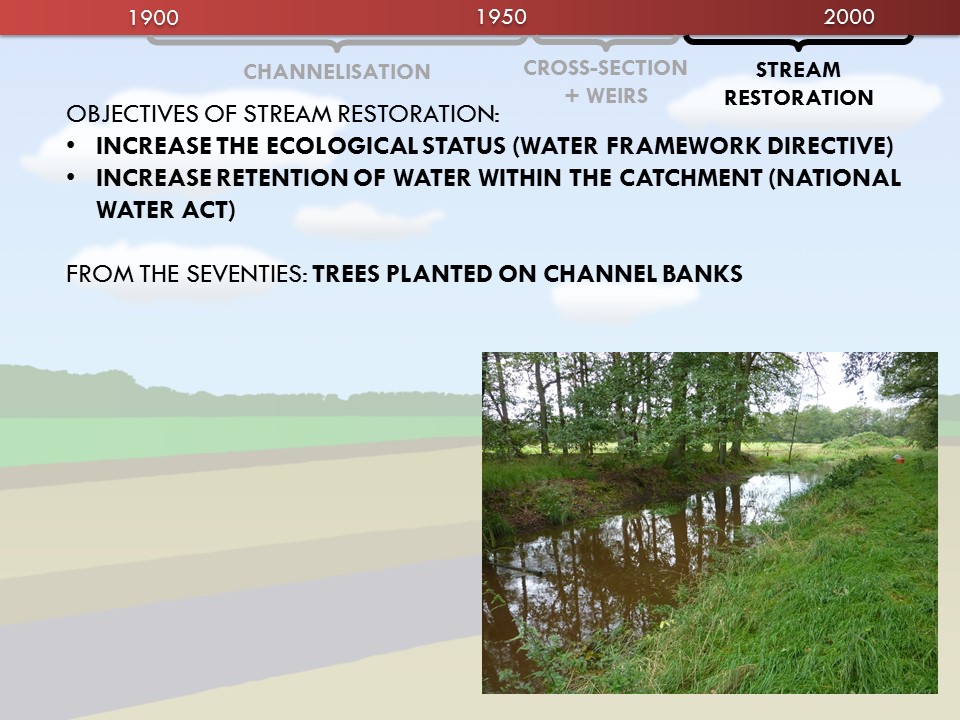 1900 1950 2000
CHANNELISATION
CROSS-SECTION
+ WEIRS
STREAM
RESTORATION
OBJECTIVES OF STREAM RESTORATION:
• INCREASE THE ECOLOGICAL STATUS (WATER FRAMEWORK DIRECTIVE)
• INCREASE RETENTION OF WATER WITHIN THE CATCHMENT (NATIONAL
WATER ACT)
FROM THE SEVENTIES: TREES PLANTED ON CHANNEL BANKS